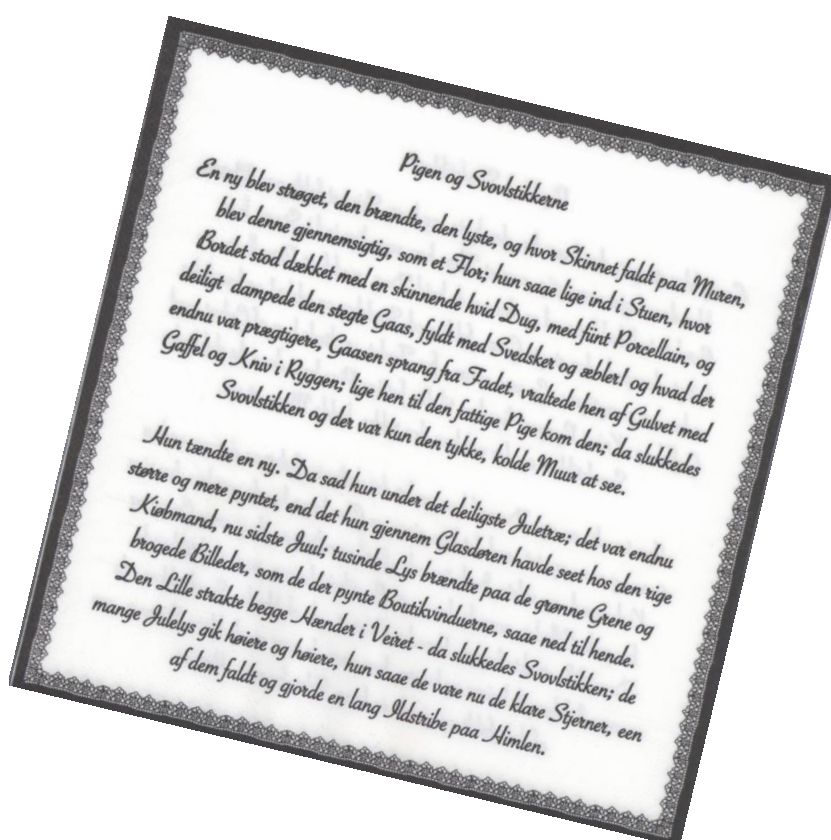 Pigen og Svovlstikkerne
En ny blev strøget, den brændte, den lyste, og hvor Skinnet faldt paa Muren,
blev denne gjennemsigtig, som et Flor; hun saae lige ind i Stuen, hvor
Bordet stod dækket med en skinnende hvid Dug, med fiint Porcellain, og
deiligt dampede den stegte Gaas, fyldt med Svedsker og æbler! og hvad der
endnu var prægtigere, Gaasen sprang fra Fadet, vraltede hen af Gulvet med
Gaffel og Kniv i Ryggen; lige hen til den fattige Pige kom den; da slukkedes
Svovlstikken og der var kun den tykke, kolde Muur at see.
Hun tændte en ny. Da sad hun under det deiligste Juletræ; det var endnu
større og mere pyntet, end det hun gjennem Glasdøren havde seet hos den rige
Kiøbmand, nu sidste Juul; tusinde Lys brændte paa de grønne Grene og
brogede Billeder, som de der pynte Boutikvinduerne, saae ned til hende.
Den Lille strakte begge Hænder i Veiret - da slukkedes Svovlstikken; de
mange Julelys gik høiere og høiere, hun saae de vare nu de klare Stjerner, een
af dem faldt og gjorde en lang Ildstribe paa Himlen.